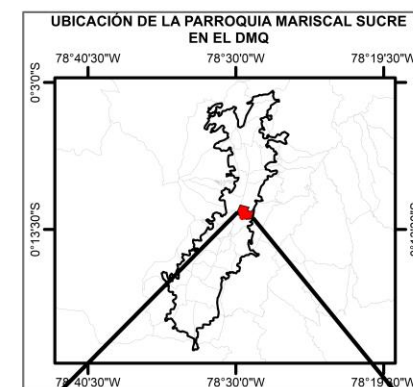 UBICACIÓN DE LA PARROQUIA MARISCAL SUCRE
EN EL DMQ
78°40'30"W 78°30'0"W 78°19'30"W
0°3'0"S
0°13'30"S
78°40'30"W 78°30'0"W 78°19'30"W